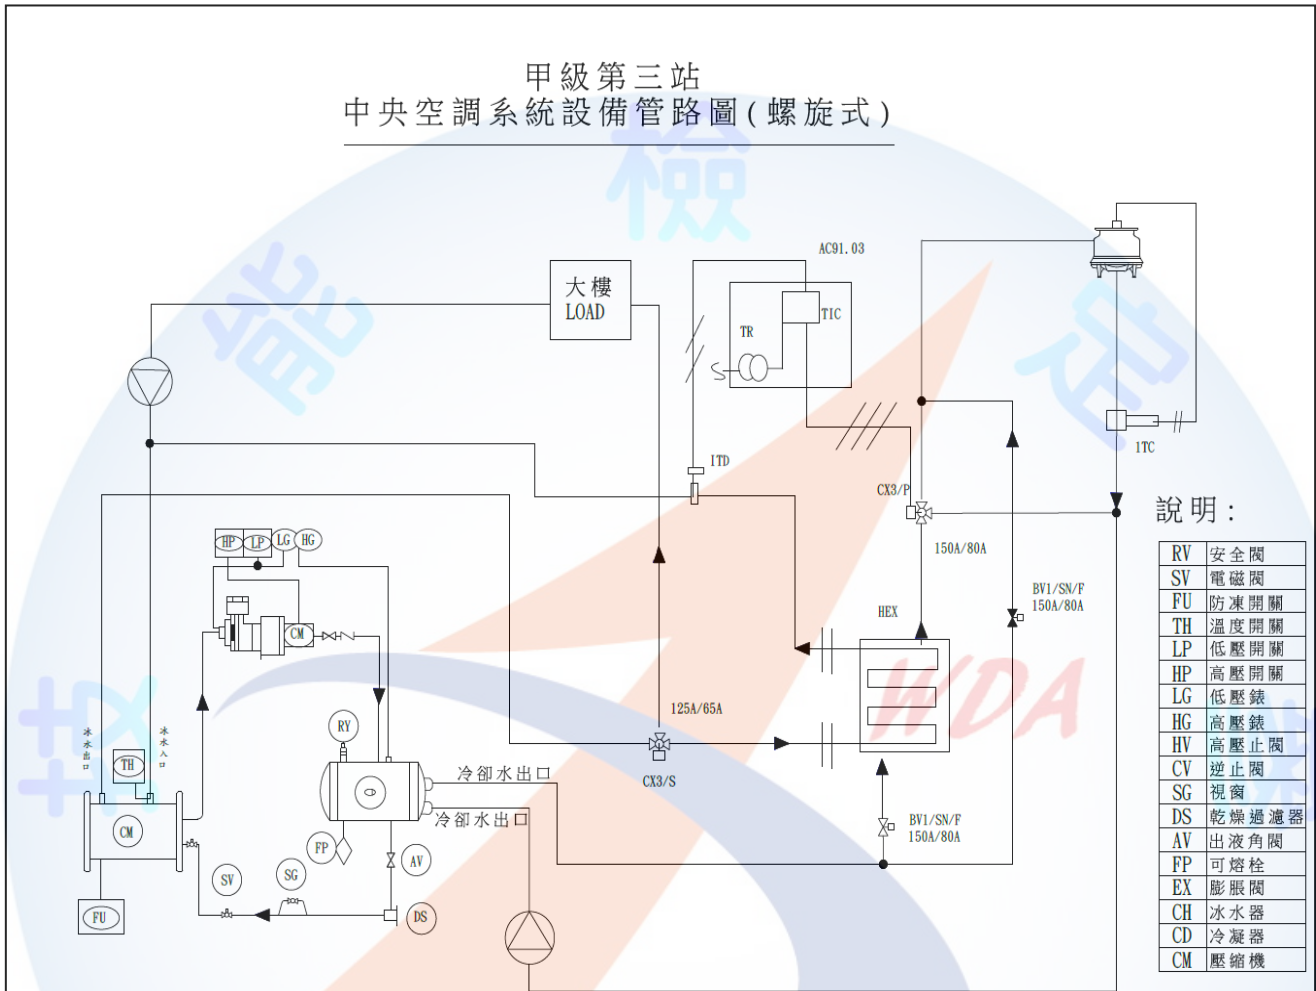 甲級第三站
中央空調系統設備管路圖(螺旋式)
AC91.03
大樓
LOAD
TR
TIC
1TC
ITD
CX3/P
說明:
150A/80A
HP
LP
LG
HG
CM
HEX
BV1/SN/F
150A/80A
RV 安全閥
SV 電磁閥
FU 防凍開關
TH 溫度開關
LP 低壓開關
HP 高壓開關
LG 低壓錶
HG 高壓錶
HV 高壓止閥
CV 逆止閥
SG 視窗
DS 乾燥過濾器
AV 出液角閥
FP 可熔栓
EX 膨脹閥
CH 冰水器
CD 冷凝器
CM 壓縮機
125A/65A
RY
冰水出口
冰水入口
TH
CX3/S
冷卻水出口
冷卻水出口
CM
FP
AV
BV1/SN/F
150A/80A
SV
SG
FU
DS
技能檢定
WDA